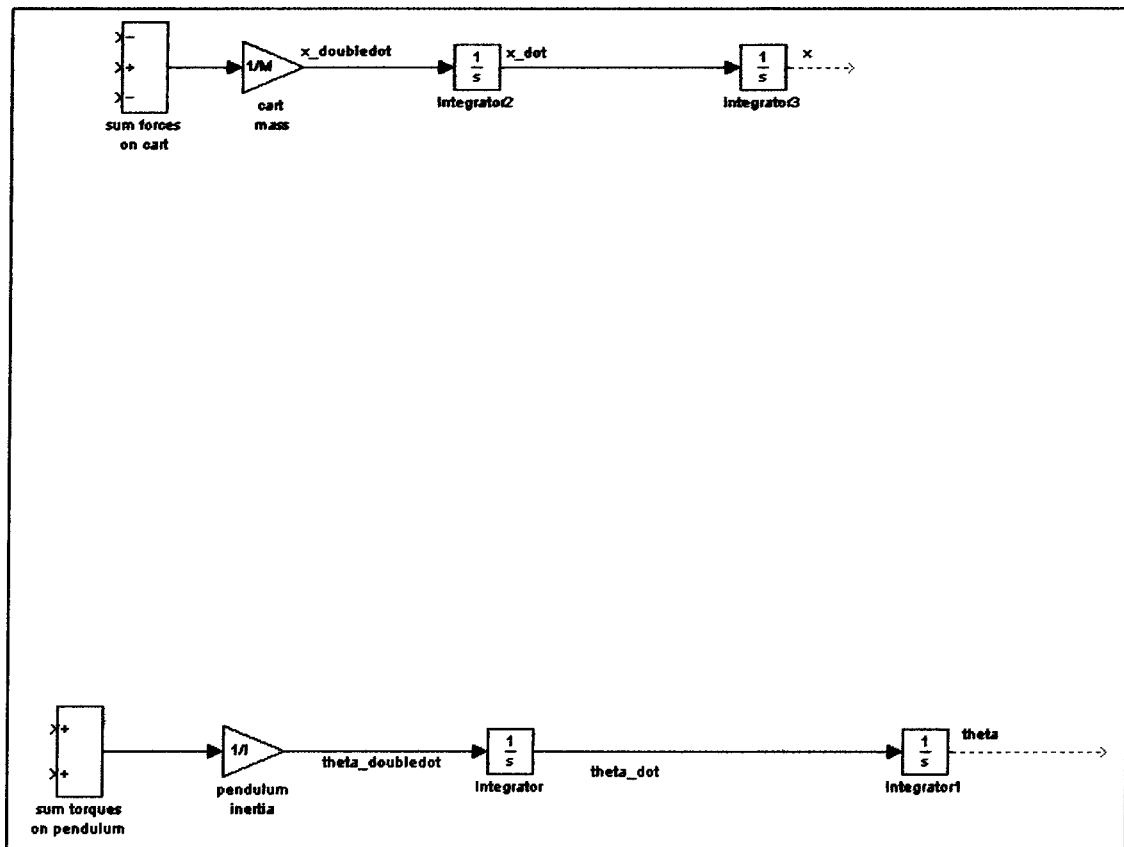 −
+
−
sum forces
on cart
1/M
cart
mass
x_doubledot
1
s
Integrator2
x_dot
1
s
Integrator3
x
+
+
sum torques
on pendulum
1/I
pendulum
inertia
theta_doubledot
1
s
Integrator
theta_dot
1
s
Integrator1
theta